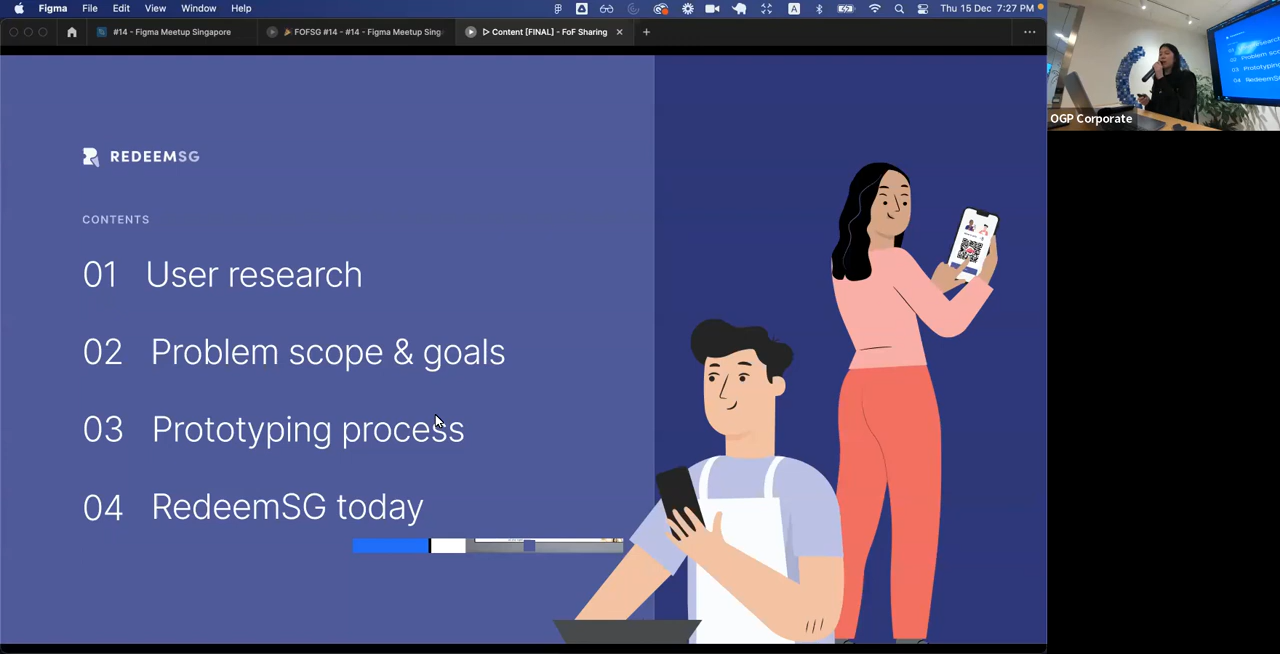 Figma File Edit View Window Help
A
Thu 15 Dec 7:27 PM
#14 - Figma Meetup Singapore
FOFSG #14 - #14 - Figma Meetup Sing
Content [FINAL] - FoF Sharing
REDEEMSG
CONTENTS
01 User research
02 Problem scope & goals
03 Prototyping process
04 RedeemSG today
OGP Corporate